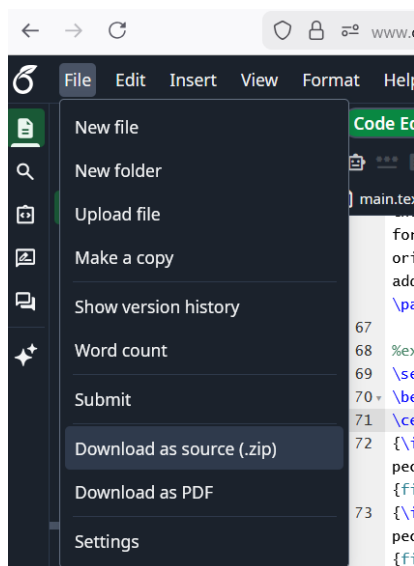 www.
File Edit Insert View Format Help
New file
New folder
Upload file
Make a copy
Show version history
Word count
Submit
Download as source (.zip)
Download as PDF
Settings
Code Ed
main.tex
for
ori
add
\pa
67
68 %ex
69 \se
70 \be
71 \ce
72 {\i
pec
{fi
73 {\i
pec
{fi